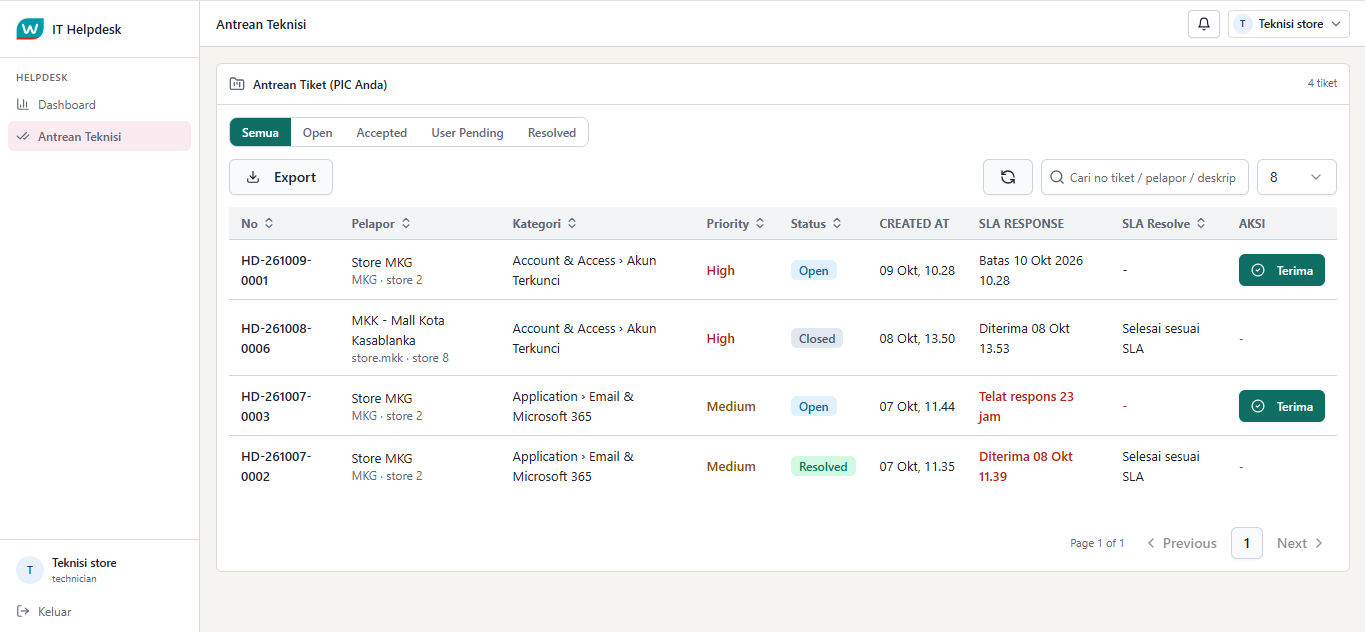 W IT Helpdesk
Antrean Teknisi
T Teknisi store
HELPDESK
Dashboard
Antrean Teknisi
Antrean Tiket (PIC Anda)
4 tiket
Semua Open Accepted User Pending Resolved
Export
Cari no tiket / pelapor / deskrip
8
No Pelapor Kategori Priority Status CREATED AT SLA RESPONSE SLA Resolve AKSI
HD-261009-
0001
Store MKG
MKG · store 2
Account & Access › Akun
Terkunci
High
Open
09 Okt, 10.28
Batas 10 Okt 2026
10.28
-
Terima
HD-261008-
0006
MKK - Mall Kota
Kasablanka
store.mkk · store 8
Account & Access › Akun
Terkunci
High
Closed
08 Okt, 13.50
Diterima 08 Okt
13.53
Selesai sesuai
SLA
-
HD-261007-
0003
Store MKG
MKG · store 2
Application › Email &
Microsoft 365
Medium
Open
07 Okt, 11.44
Telat respons 23
jam
-
Terima
HD-261007-
0002
Store MKG
MKG · store 2
Application › Email &
Microsoft 365
Medium
Resolved
07 Okt, 11.35
Diterima 08 Okt
11.39
Selesai sesuai
SLA
-
Page 1 of 1 Previous 1 Next
T
Teknisi store
technician
Keluar